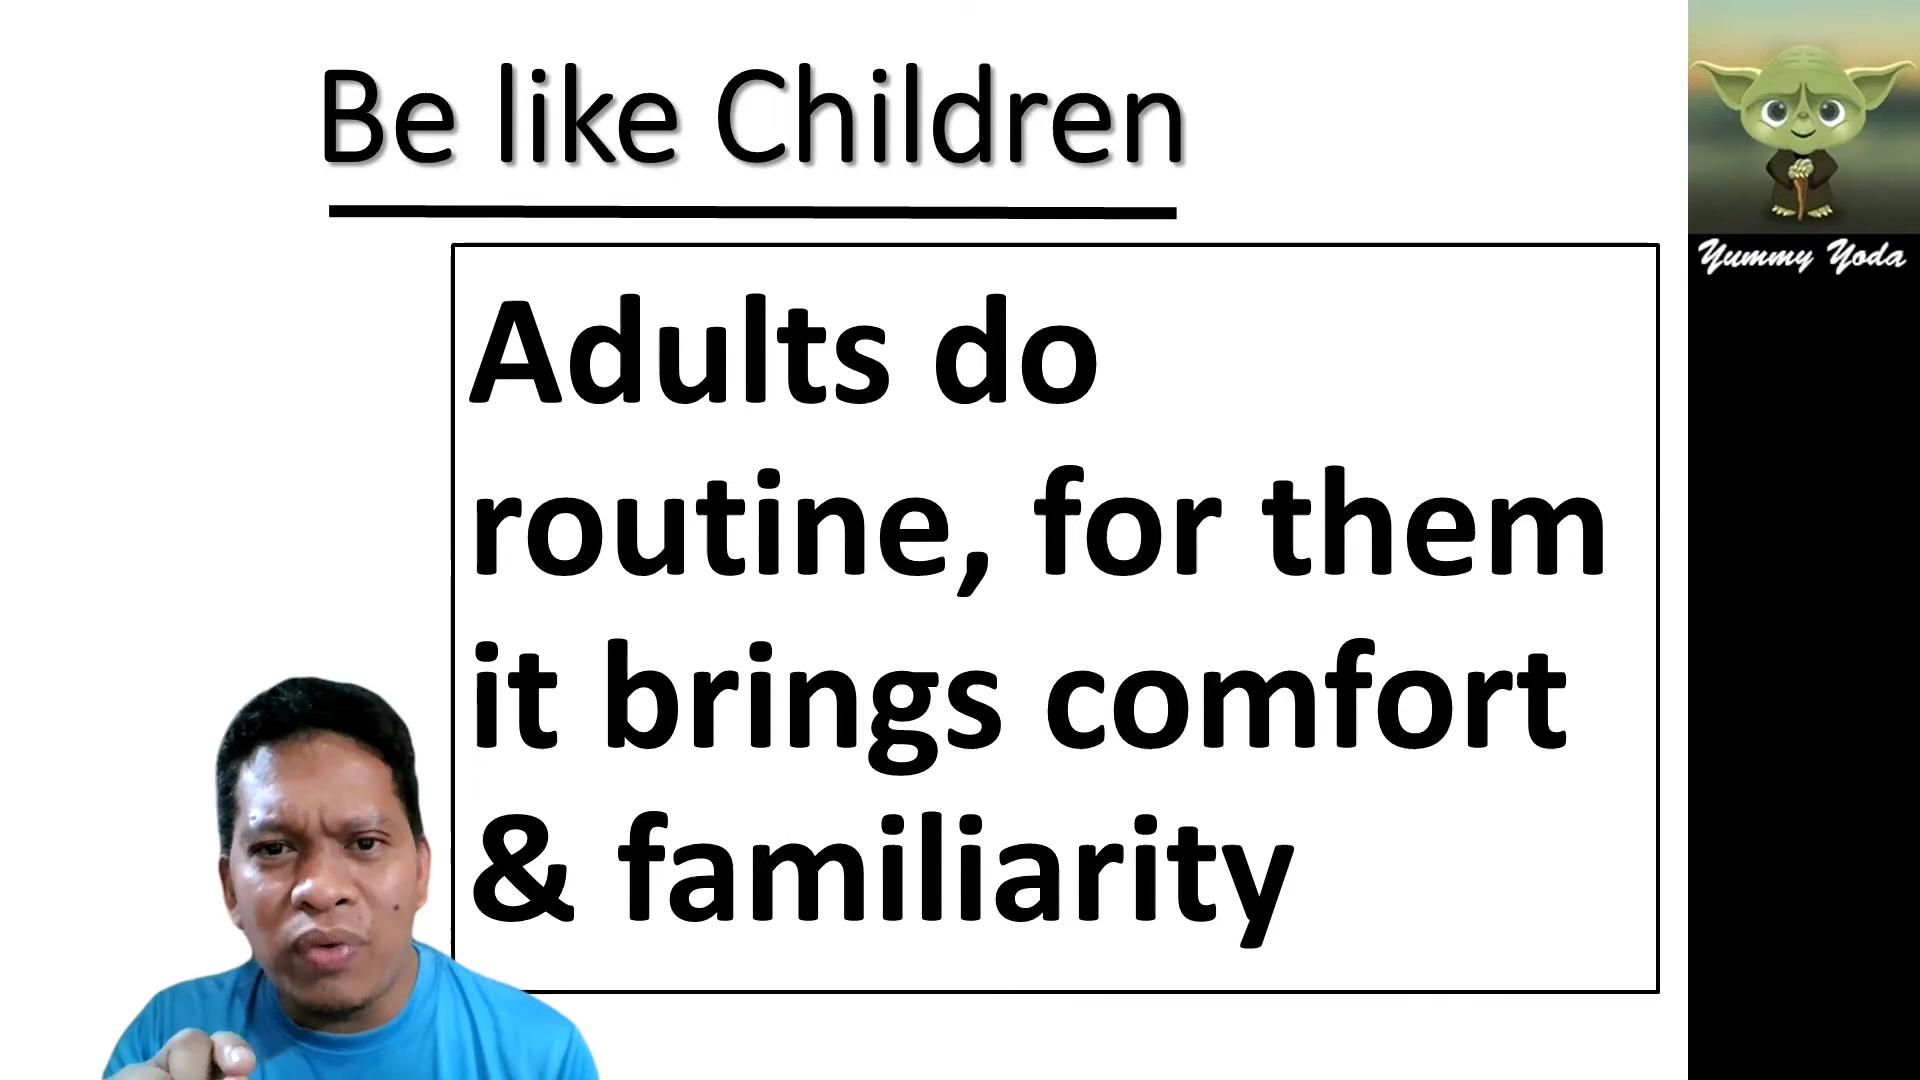 Be like Children
Adults do
routine, for them
it brings comfort
& familiarity
Yummy Yoda